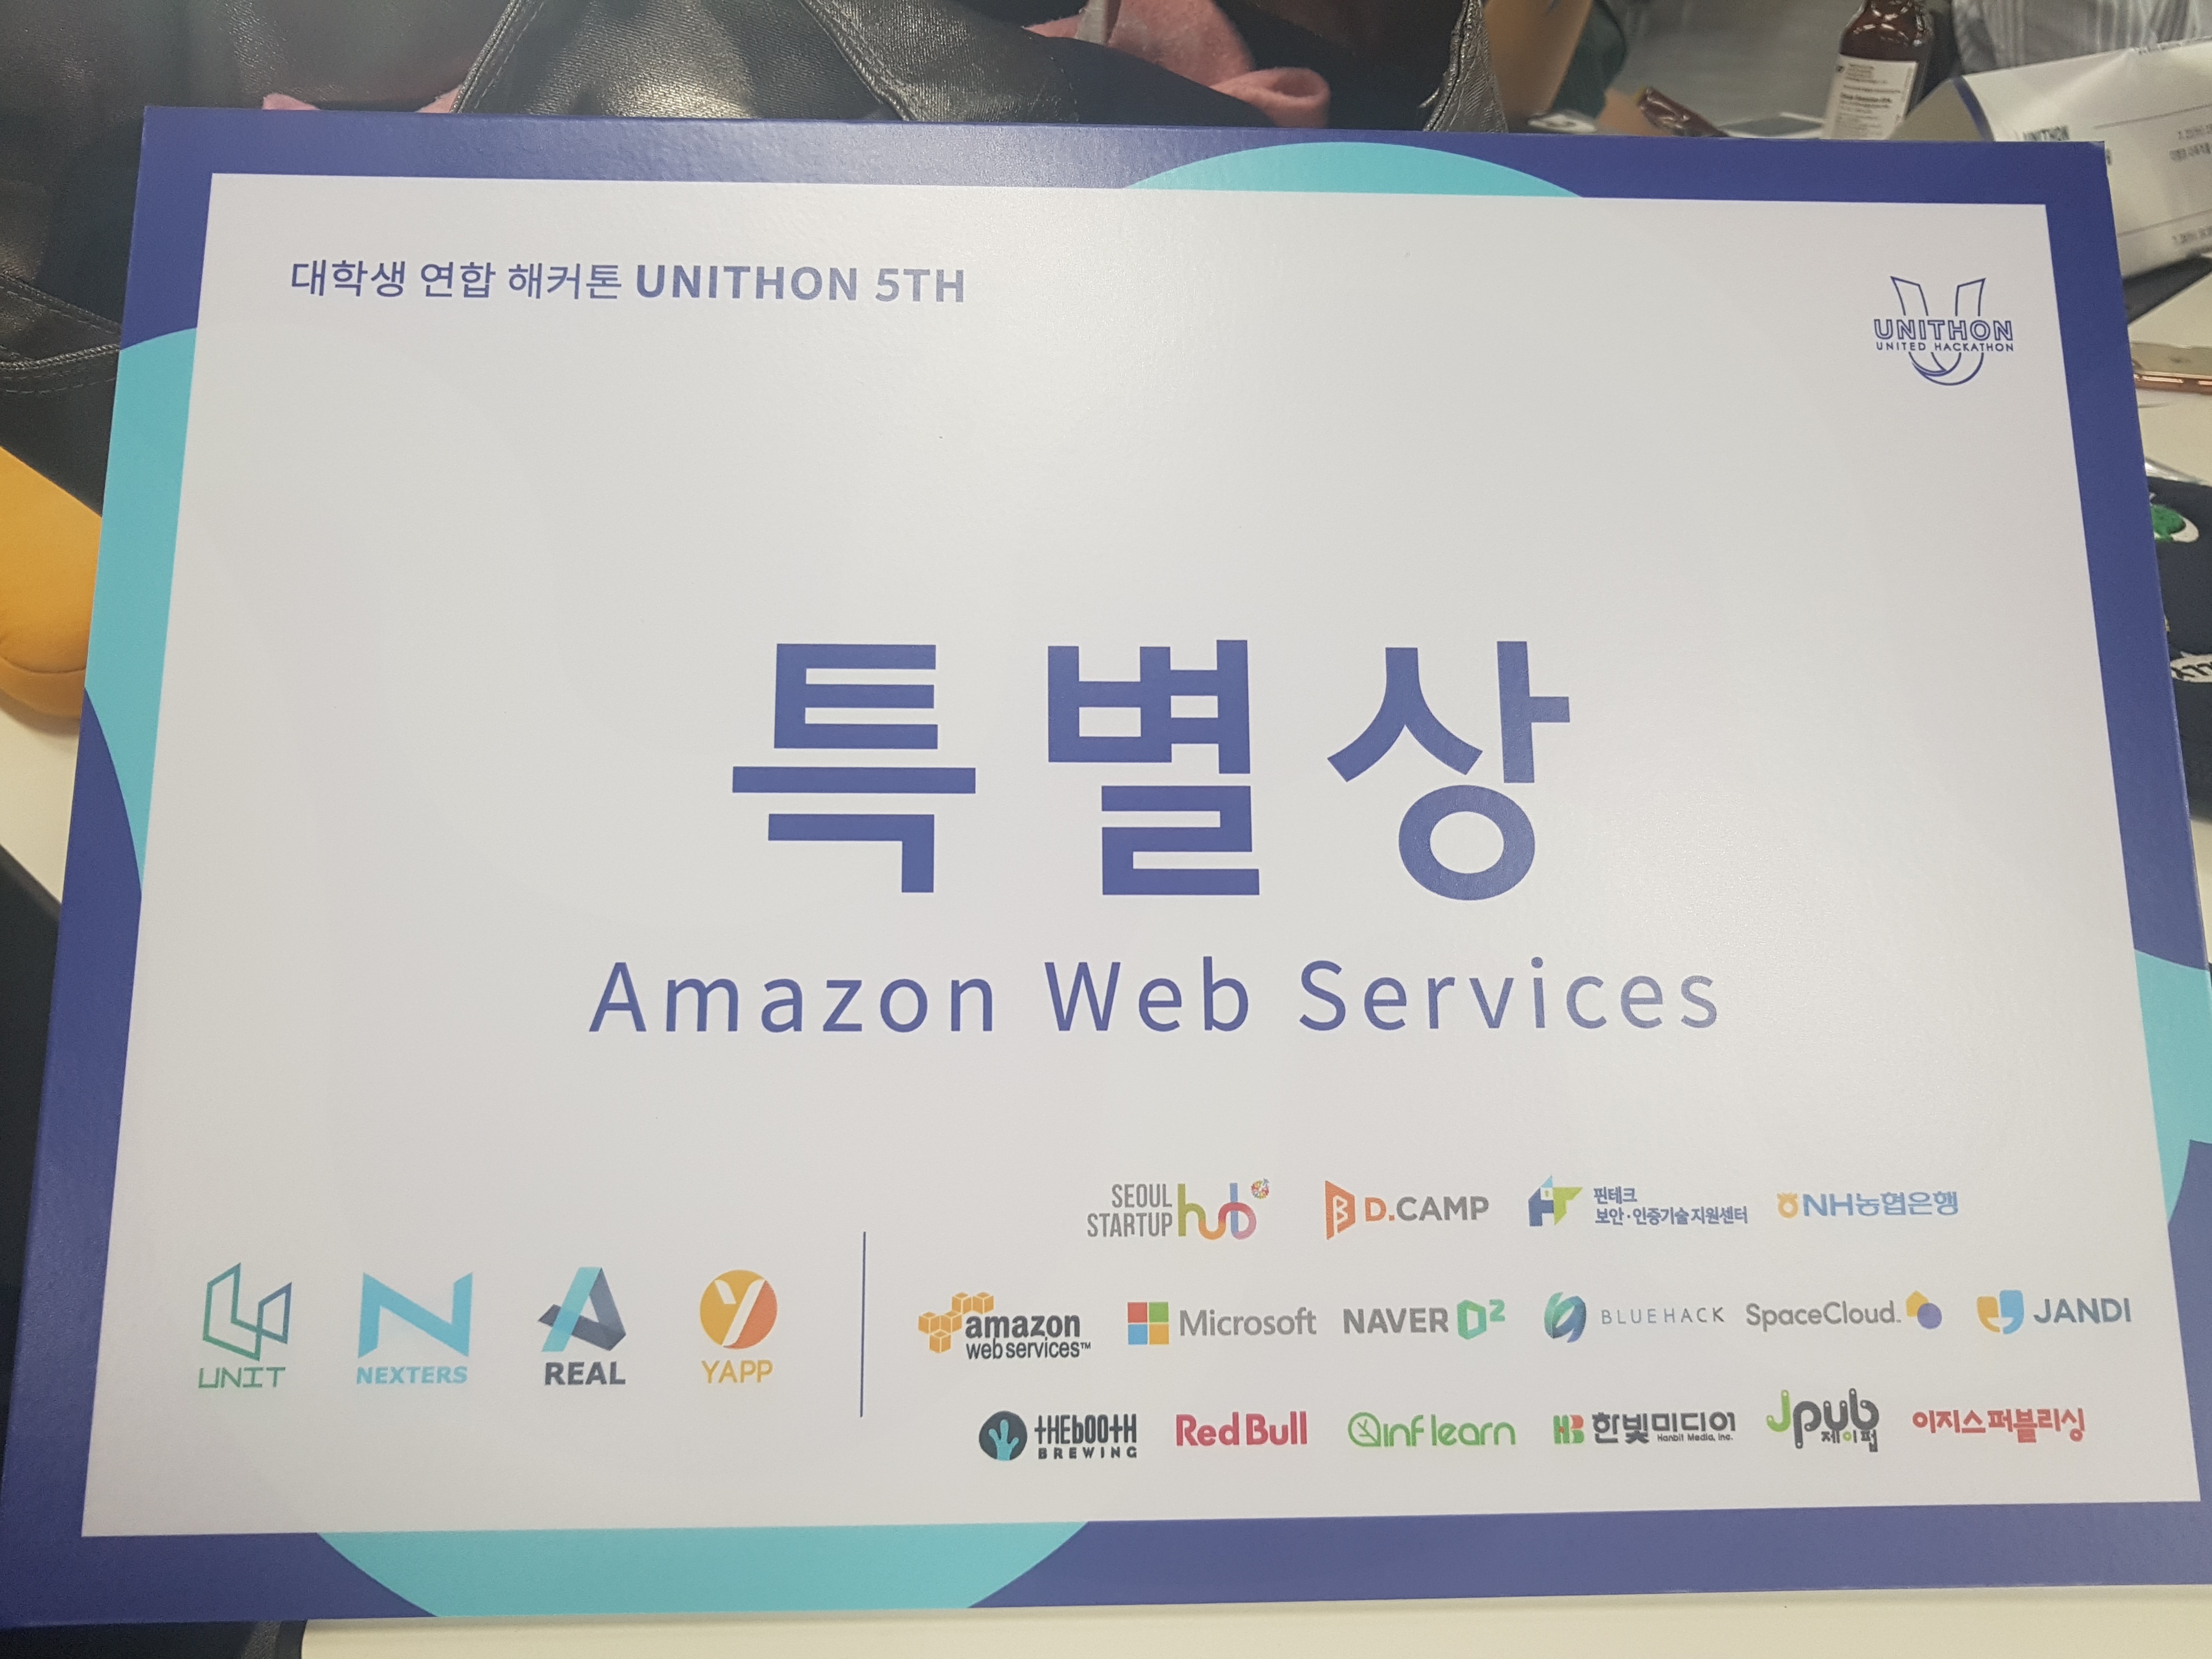 대학생 연합 해커톤 UNITHON 5TH
UNITHON
UNITED HACKATHON
특별상
Amazon Web Services
SEOUL
STARTUP hub
D.CAMP
핀테크
보안·인증기술지원센터
NH농협은행
UNIT
NEXTERS
REAL
YAPP
amazon
web services™
Microsoft
NAVER D2
BLUEHACK
SpaceCloud.
JANDI
tHEbOOtH
BREWING
Red Bull
inflearn
HB 한빛미디어
Hanbit Media, Inc.
Jpub
제이펍
이지스퍼블리싱
UNITHON